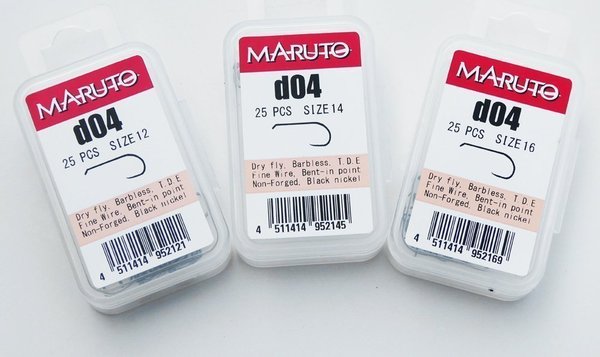 MARUTO
d04
25 PCS SIZE 12
Dry fly, Barbless, T.D.E
Fine Wire, Bent-in point
Non-Forged, Black nickel
4 511414 952121
MARUTO
d04
25 PCS SIZE 14
Dry fly, Barbless, T.D.E
Fine Wire, Bent-in point
Non-Forged, Black nickel
4 511414 952145
MARUTO
d04
25 PCS SIZE 16
Dry fly, Barbless, T.D.E
Fine Wire, Bent-in point
Non-Forged, Black nickel
4 511414 952169